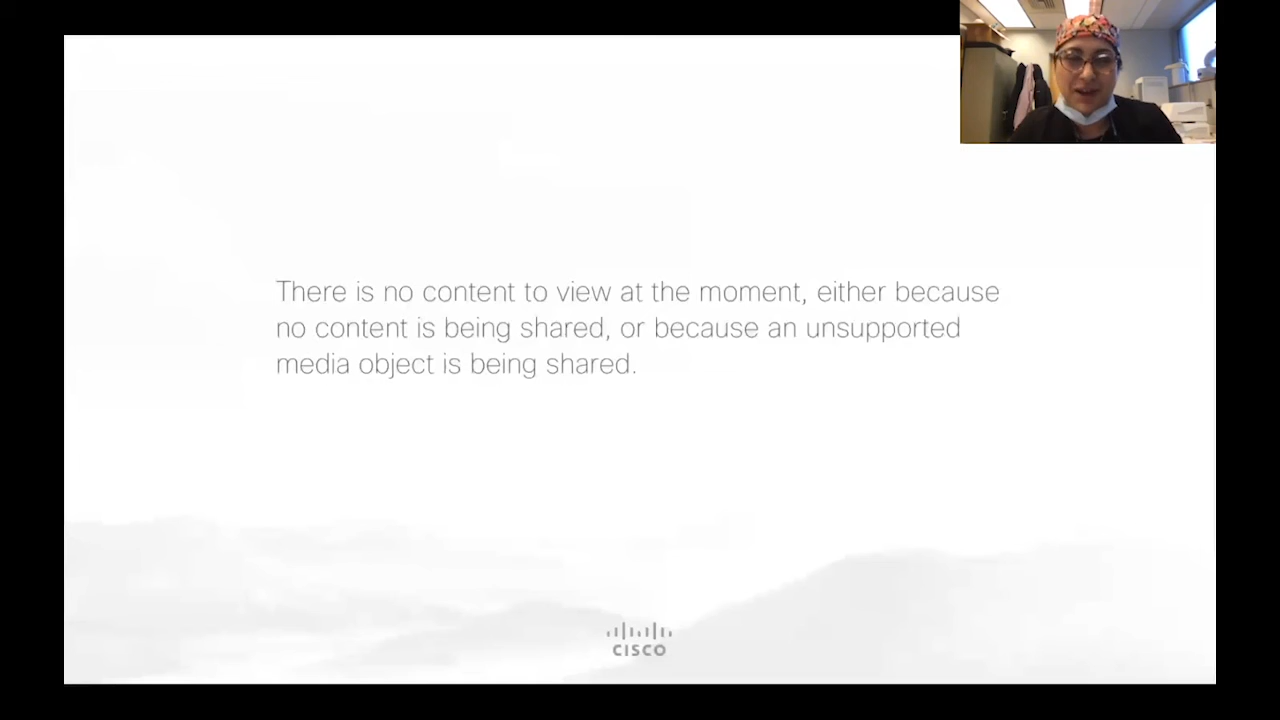 There is no content to view at the moment, either because
no content is being shared, or because an unsupported
media object is being shared.
CISCO